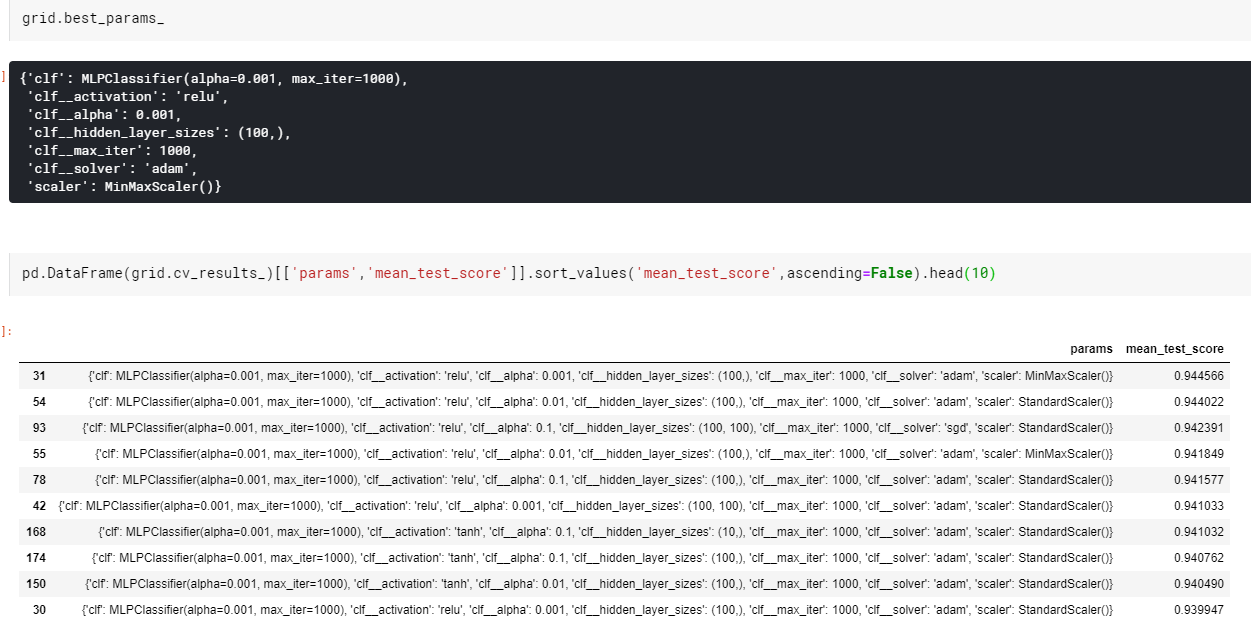 grid.best_params_
]
{'clf': MLPClassifier(alpha=0.001, max_iter=1000),
'clf__activation': 'relu',
'clf__alpha': 0.001,
'clf__hidden_layer_sizes': (100,),
'clf__max_iter': 1000,
'clf__solver': 'adam',
'scaler': MinMaxScaler()}
pd.DataFrame(grid.cv_results_)[['params','mean_test_score']].sort_values('mean_test_score',ascending=False).head(10)
]:
params mean_test_score
31 {'clf': MLPClassifier(alpha=0.001, max_iter=1000), 'clf__activation': 'relu', 'clf__alpha': 0.001, 'clf__hidden_layer_sizes': (100,), 'clf__max_iter': 1000, 'clf__solver': 'adam', 'scaler': MinMaxScaler()} 0.944566
54 {'clf': MLPClassifier(alpha=0.001, max_iter=1000), 'clf__activation': 'relu', 'clf__alpha': 0.01, 'clf__hidden_layer_sizes': (100,), 'clf__max_iter': 1000, 'clf__solver': 'adam', 'scaler': StandardScaler()} 0.944022
93 {'clf': MLPClassifier(alpha=0.001, max_iter=1000), 'clf__activation': 'relu', 'clf__alpha': 0.1, 'clf__hidden_layer_sizes': (100, 100), 'clf__max_iter': 1000, 'clf__solver': 'sgd', 'scaler': StandardScaler()} 0.942391
55 {'clf': MLPClassifier(alpha=0.001, max_iter=1000), 'clf__activation': 'relu', 'clf__alpha': 0.01, 'clf__hidden_layer_sizes': (100,), 'clf__max_iter': 1000, 'clf__solver': 'adam', 'scaler': MinMaxScaler()} 0.941849
78 {'clf': MLPClassifier(alpha=0.001, max_iter=1000), 'clf__activation': 'relu', 'clf__alpha': 0.1, 'clf__hidden_layer_sizes': (100,), 'clf__max_iter': 1000, 'clf__solver': 'adam', 'scaler': StandardScaler()} 0.941577
42 {'clf': MLPClassifier(alpha=0.001, max_iter=1000), 'clf__activation': 'relu', 'clf__alpha': 0.001, 'clf__hidden_layer_sizes': (100, 100), 'clf__max_iter': 1000, 'clf__solver': 'adam', 'scaler': StandardScaler()} 0.941033
168 {'clf': MLPClassifier(alpha=0.001, max_iter=1000), 'clf__activation': 'tanh', 'clf__alpha': 0.1, 'clf__hidden_layer_sizes': (10,), 'clf__max_iter': 1000, 'clf__solver': 'adam', 'scaler': StandardScaler()} 0.941032
174 {'clf': MLPClassifier(alpha=0.001, max_iter=1000), 'clf__activation': 'tanh', 'clf__alpha': 0.1, 'clf__hidden_layer_sizes': (100,), 'clf__max_iter': 1000, 'clf__solver': 'adam', 'scaler': StandardScaler()} 0.940762
150 {'clf': MLPClassifier(alpha=0.001, max_iter=1000), 'clf__activation': 'tanh', 'clf__alpha': 0.01, 'clf__hidden_layer_sizes': (100,), 'clf__max_iter': 1000, 'clf__solver': 'adam', 'scaler': StandardScaler()} 0.940490
30 {'clf': MLPClassifier(alpha=0.001, max_iter=1000), 'clf__activation': 'relu', 'clf__alpha': 0.001, 'clf__hidden_layer_sizes': (100,), 'clf__max_iter': 1000, 'clf__solver': 'adam', 'scaler': StandardScaler()} 0.939947